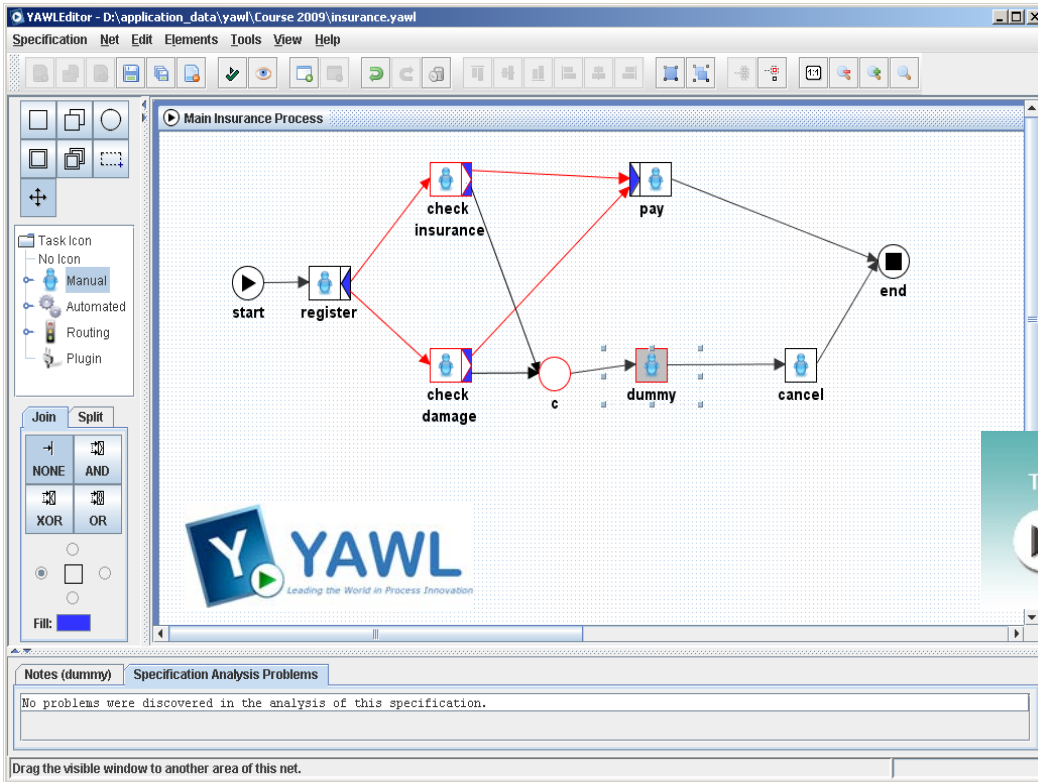 YAWLEditor - D:\application_data\yawl\Course 2009\insurance.yawl
Specification Net Edit Elements Tools View Help
1:1
Main Insurance Process
Task Icon
No Icon
Manual
Automated
Routing
Plugin
Join Split
NONE AND
XOR OR
Fill:
check
insurance
pay
start
register
end
check
damage
c
dummy
cancel
Y YAWL
Leading the World in Process Innovation
T
Notes (dummy) Specification Analysis Problems
No problems were discovered in the analysis of this specification.
Drag the visible window to another area of this net.